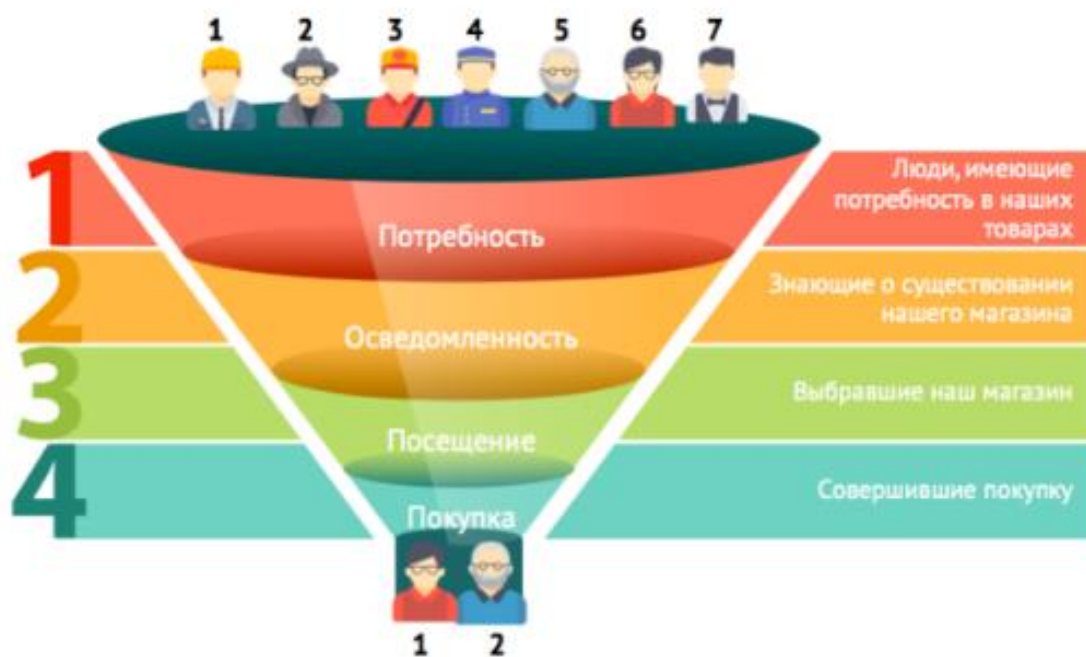 1 2 3 4 5 6 7
1
Люди, имеющие
потребность в наших
товарах
Потребность
2
Знающие о существовании
нашего магазина
Осведомленность
3
Выбравшие наш магазин
Посещение
4
Совершившие покупку
Покупка
1 2